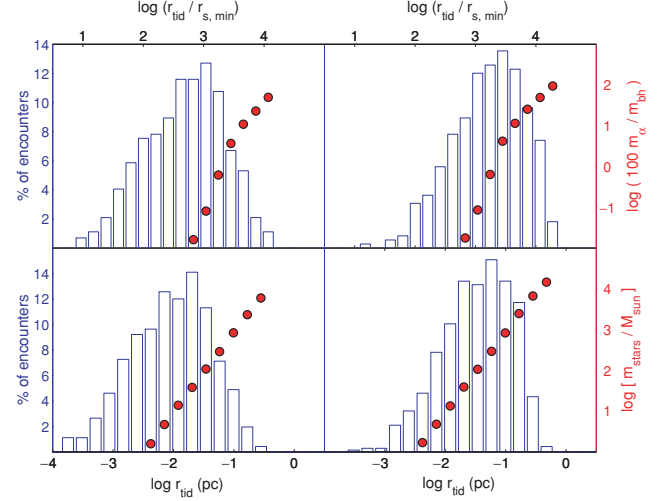 log (r_tid / r_s, min) log (r_tid / r_s, min)
1 2 3 4 1 2 3 4
14
12
10
8
6
4
2
% of encounters
2
1
0
−1
log ( 100 m_α / m_bh )
14
12
10
8
6
4
2
% of encounters
4
3
2
1
log [ m_stars / M_sun ]
−4 −3 −2 −1 0 −3 −2 −1 0
log r_tid (pc) log r_tid (pc)